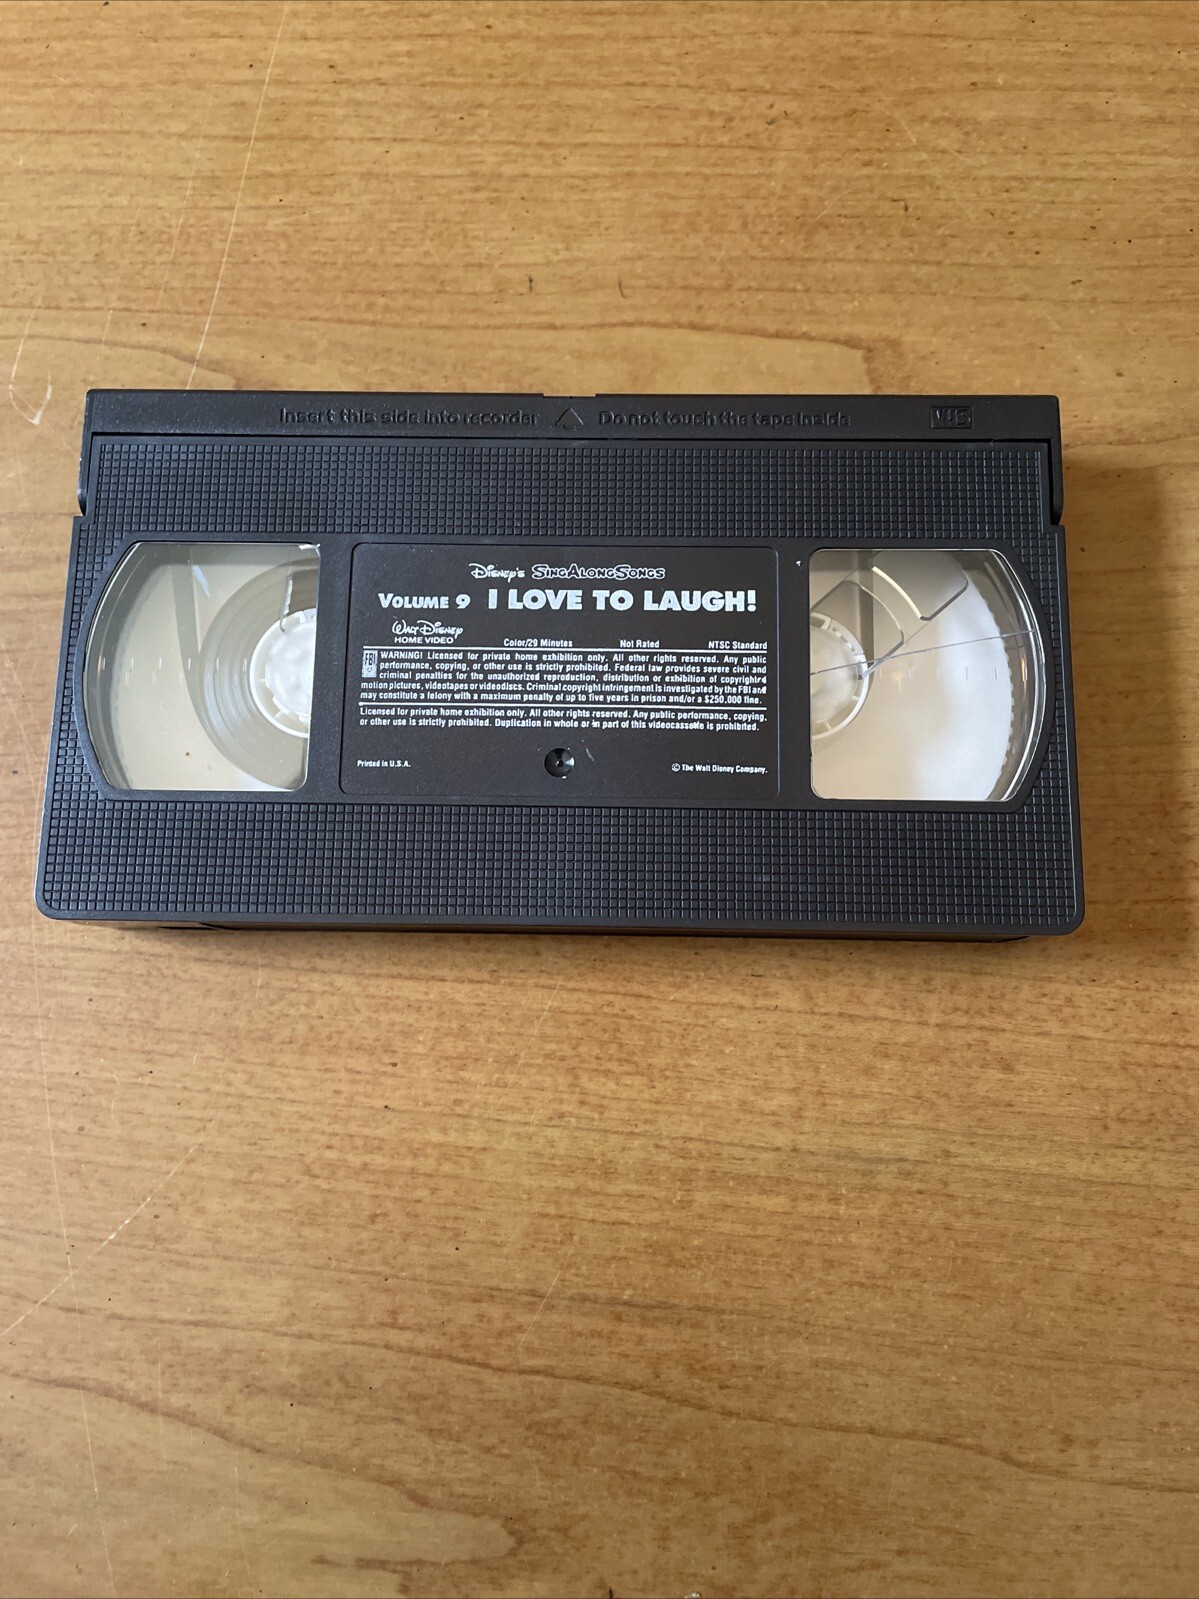 Insert this side into recorder Do not touch the tape inside VHS
Disney's SingAlongSongs
Volume 9 I LOVE TO LAUGH!
Walt Disney
HOME VIDEO Color/29 Minutes Not Rated NTSC Standard
FBI WARNING! Licensed for private home exhibition only. All other rights reserved. Any public
performance, copying, or other use is strictly prohibited. Federal law provides severe civil and
criminal penalties for the unauthorized reproduction, distribution or exhibition of copyrighted
motion pictures, videotapes or videodiscs. Criminal copyright infringement is investigated by the FBI and
may constitute a felony with a maximum penalty of up to five years in prison and/or a $250,000 fine.
Licensed for private home exhibition only. All other rights reserved. Any public performance, copying,
or other use is strictly prohibited. Duplication in whole or in part of this videocassette is prohibited.
Printed in U.S.A. © The Walt Disney Company.